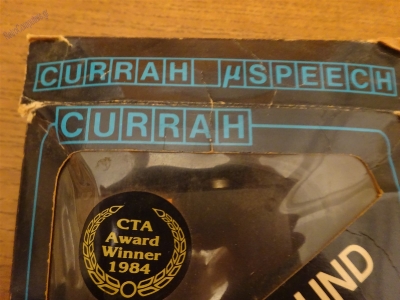 CURRAH μSPEECH
CURRAH
CTA
Award
Winner
1984